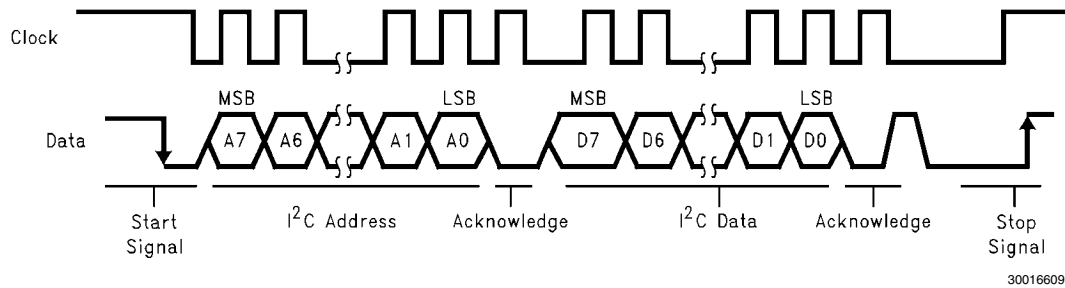 Clock
MSB LSB MSB LSB
Data A7 A6 A1 A0 D7 D6 D1 D0
Start Signal
I²C Address
Acknowledge
I²C Data
Acknowledge
Stop Signal
30016609